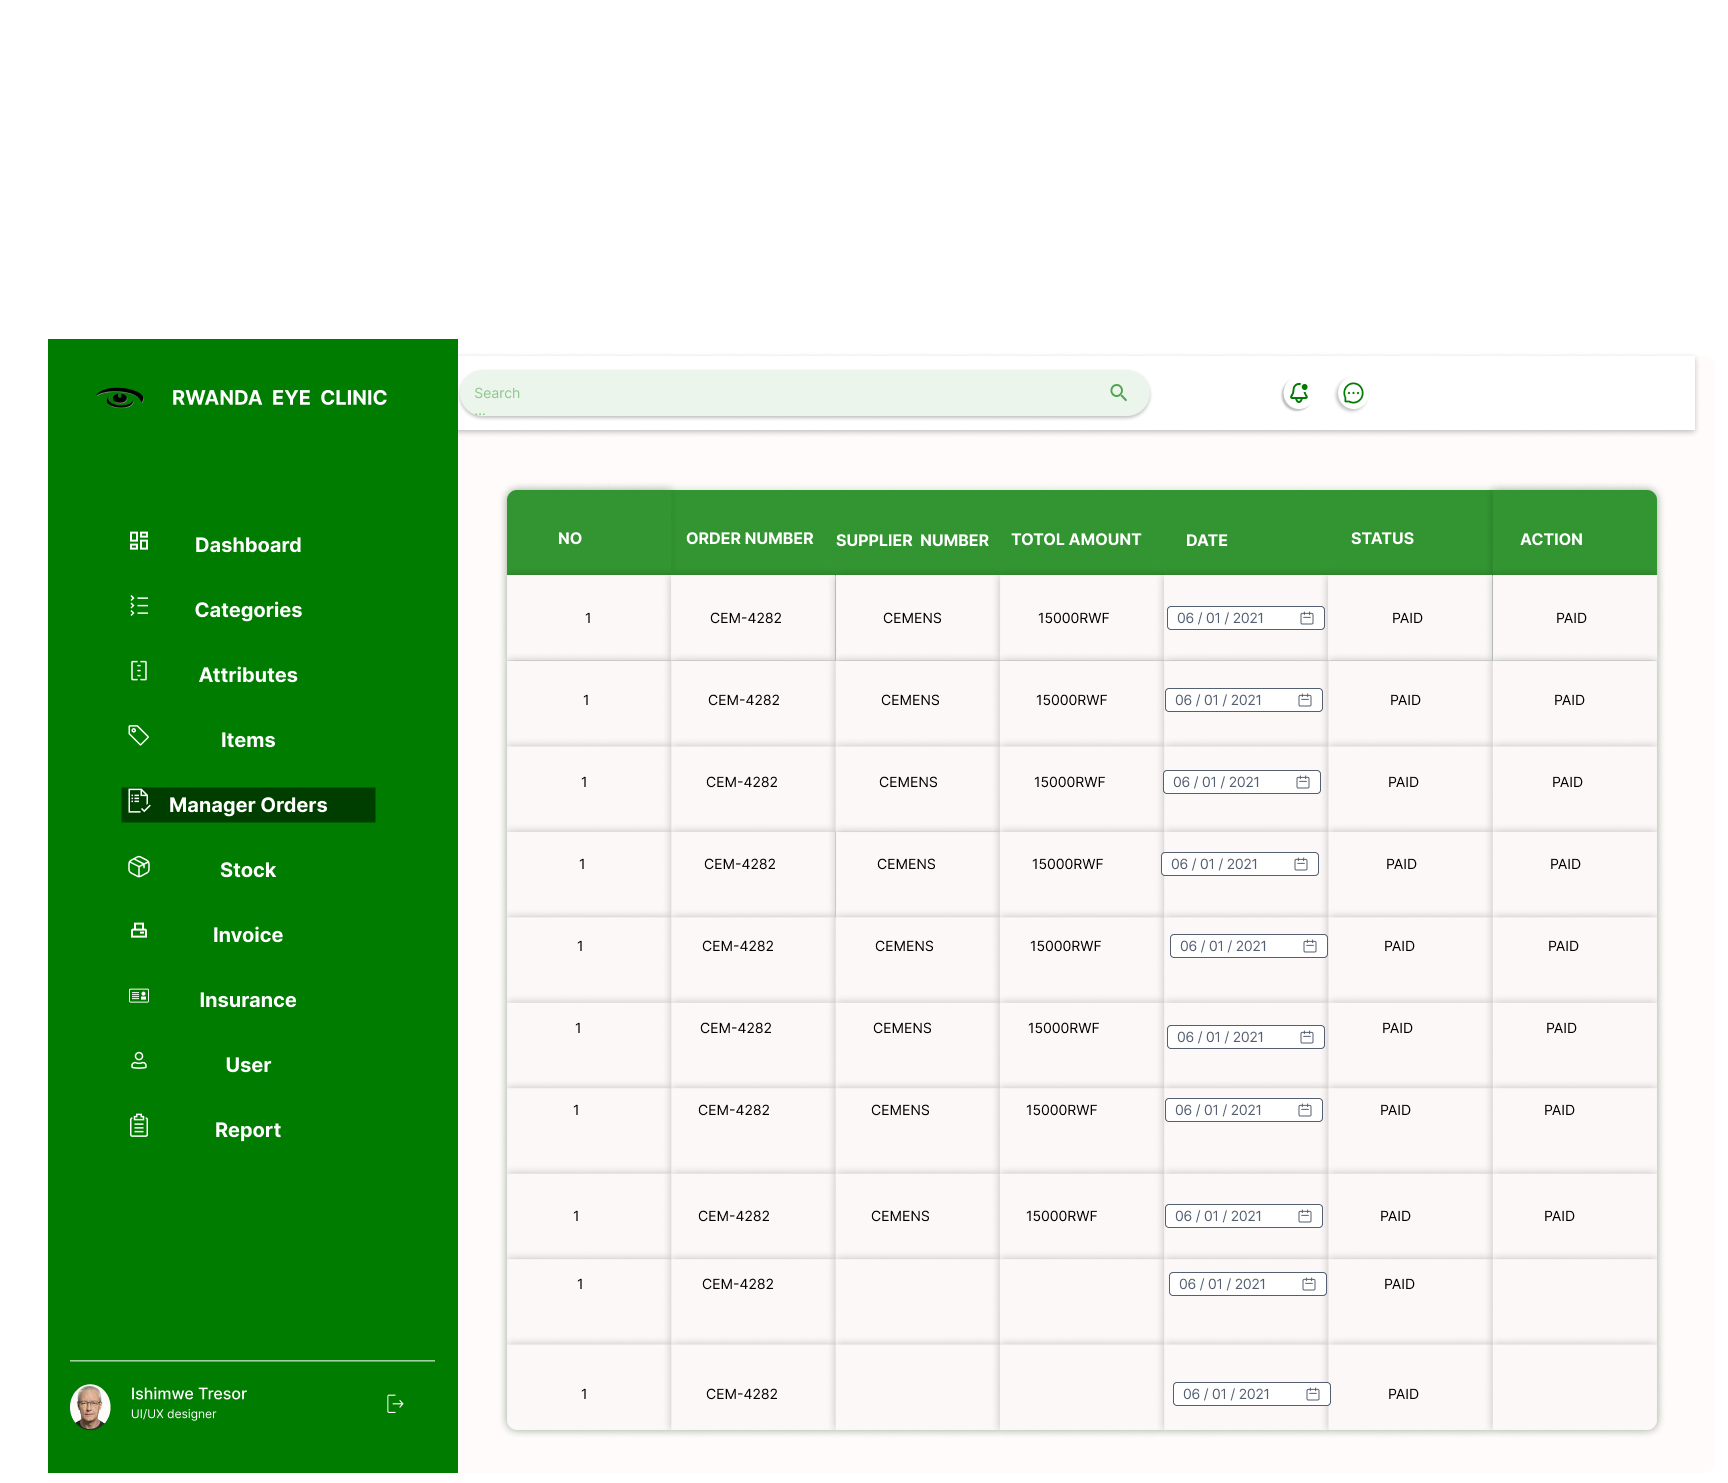 RWANDA EYE CLINIC
Search
...
Dashboard
Categories
Attributes
Items
Manager Orders
Stock
Invoice
Insurance
User
Report
Ishimwe Tresor
UI/UX designer
NO ORDER NUMBER SUPPLIER NUMBER TOTOL AMOUNT DATE STATUS ACTION
1 CEM-4282 CEMENS 15000RWF 06 / 01 / 2021 PAID PAID
1 CEM-4282 CEMENS 15000RWF 06 / 01 / 2021 PAID PAID
1 CEM-4282 CEMENS 15000RWF 06 / 01 / 2021 PAID PAID
1 CEM-4282 CEMENS 15000RWF 06 / 01 / 2021 PAID PAID
1 CEM-4282 CEMENS 15000RWF 06 / 01 / 2021 PAID PAID
1 CEM-4282 CEMENS 15000RWF 06 / 01 / 2021 PAID PAID
1 CEM-4282 CEMENS 15000RWF 06 / 01 / 2021 PAID PAID
1 CEM-4282 CEMENS 15000RWF 06 / 01 / 2021 PAID PAID
1 CEM-4282 06 / 01 / 2021 PAID
1 CEM-4282 06 / 01 / 2021 PAID